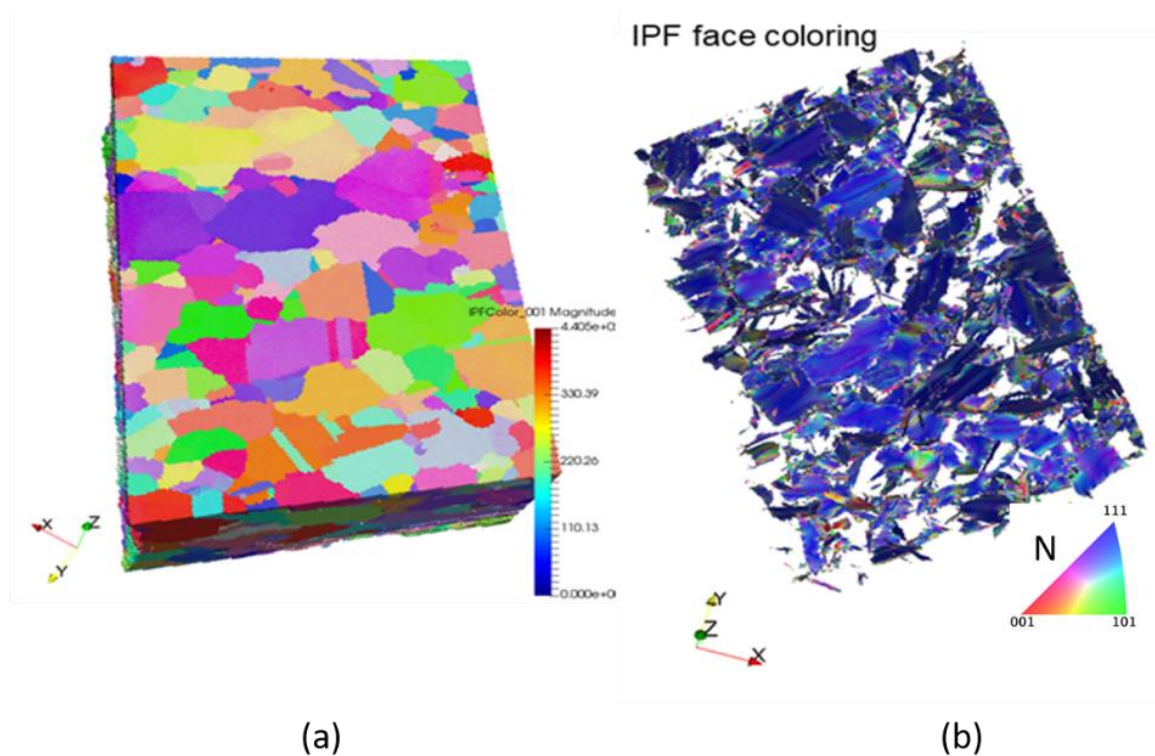 IPF face coloring
IPFColor_001 Magnitude
4.405e+0
330.39
220.26
110.13
0.000e+0
X
Z
Y
N
111
001
101
Y
Z
X
(a)
(b)